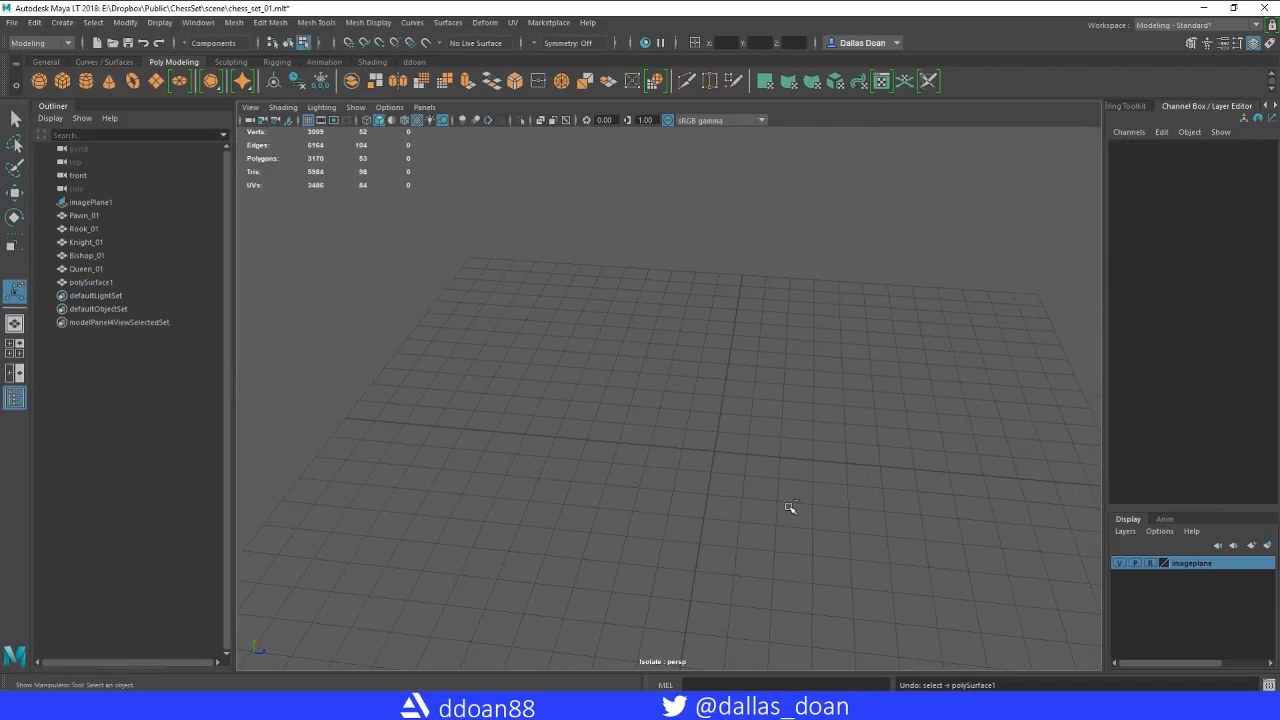 Autodesk Maya LT 2018: E:\Dropbox\Public\ChessSet\scene\chess_set_01.mlt*
File Edit Create Select Modify Display Windows Mesh Edit Mesh Mesh Tools Mesh Display Curves Surfaces Deform UV Marketplace Help
Workspace : Modeling - Standard*
Modeling Components No Live Surface Symmetry: Off X: Y: Z: Dallas Doan
General Curves / Surfaces Poly Modeling Sculpting Rigging Animation Shading ddoan
Outliner
Display Show Help
Search...
persp
top
front
side
imagePlane1
Pawn_01
Rook_01
Knight_01
Bishop_01
Queen_01
polySurface1
defaultLightSet
defaultObjectSet
modelPanel4ViewSelectedSet
View Shading Lighting Show Options Panels
0.00 1.00 sRGB gamma
Verts: 3009 52 0
Edges: 6164 104 0
Polygons: 3170 53 0
Tris: 5984 98 0
UVs: 3486 84 0
Isolate : persp
ling Toolkit Channel Box / Layer Editor
Channels Edit Object Show
Display Anim
Layers Options Help
V P R imageplane
Show Manipulator Tool: Select an object.
MEL
Undo: select -r polySurface1
ddoan88
@dallas_doan